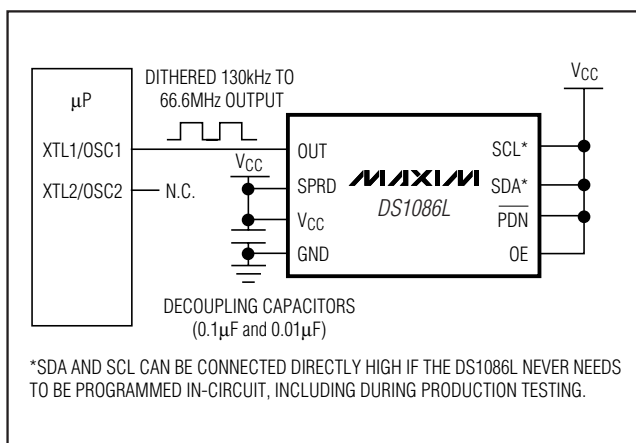 DITHERED 130kHz TO
66.6MHz OUTPUT
µP
XTL1/OSC1
XTL2/OSC2
N.C.
VCC
OUT
SPRD
VCC
GND
MAXIM
DS1086L
SCL*
SDA*
PDN
OE
VCC
DECOUPLING CAPACITORS
(0.1µF and 0.01µF)
*SDA AND SCL CAN BE CONNECTED DIRECTLY HIGH IF THE DS1086L NEVER NEEDS
TO BE PROGRAMMED IN-CIRCUIT, INCLUDING DURING PRODUCTION TESTING.